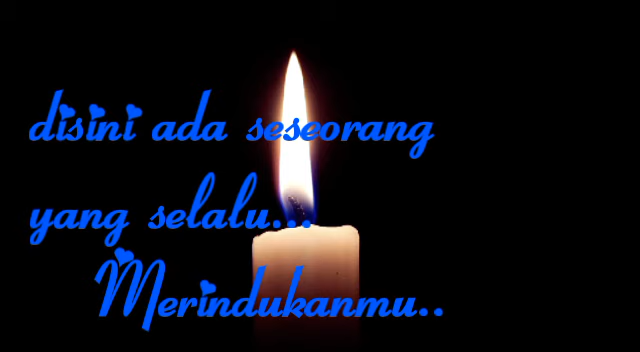 disini ada seseorang
yang selalu...
Merindukanmu..